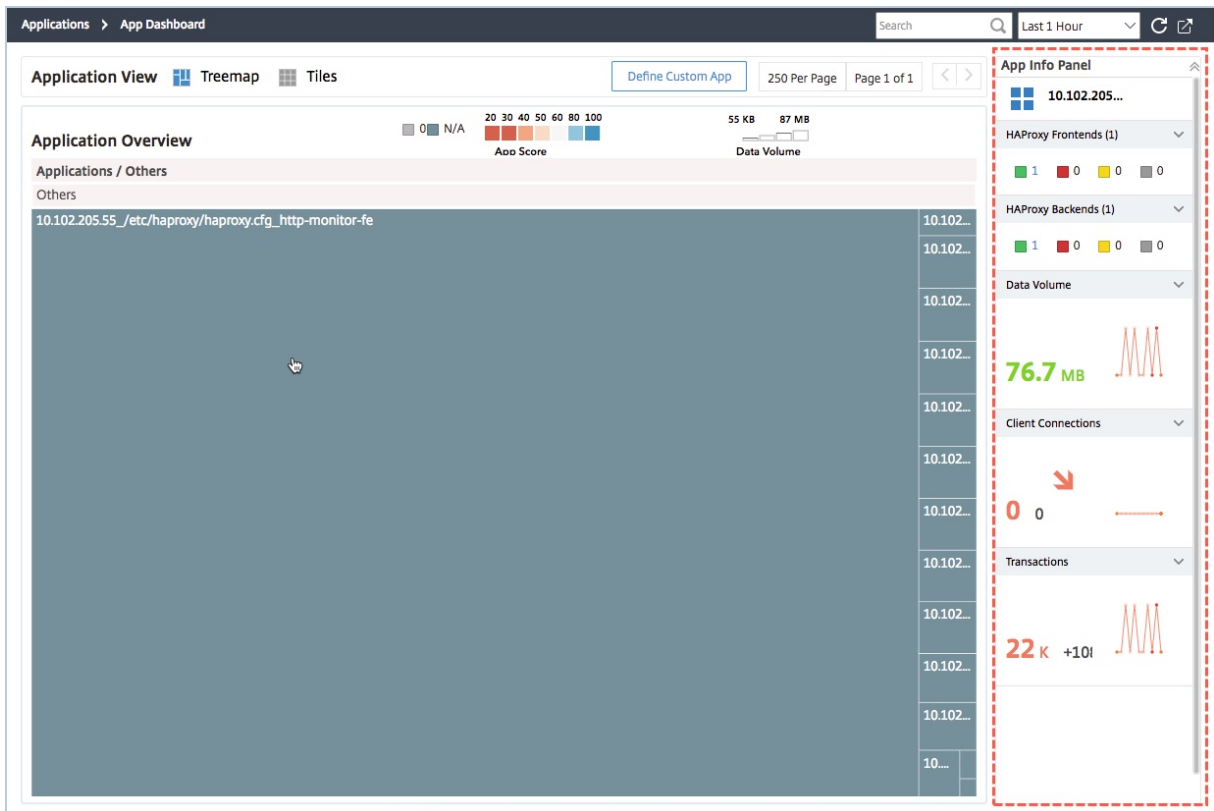 Applications > App Dashboard
Search
Last 1 Hour
Application View
Treemap
Tiles
Define Custom App
250 Per Page
Page 1 of 1
Application Overview
0
N/A
20 30 40 50 60 80 100
App Score
55 KB 87 MB
Data Volume
Applications / Others
Others
10.102.205.55_/etc/haproxy/haproxy.cfg_http-monitor-fe
10.102...
10.102...
10.102...
10.102...
10.102...
10.102...
10.102...
10.102...
10.102...
10.102...
10.102...
10....
App Info Panel
10.102.205...
HAProxy Frontends (1)
1 0 0 0
HAProxy Backends (1)
1 0 0 0
Data Volume
76.7 MB
Client Connections
0 0
Transactions
22 K